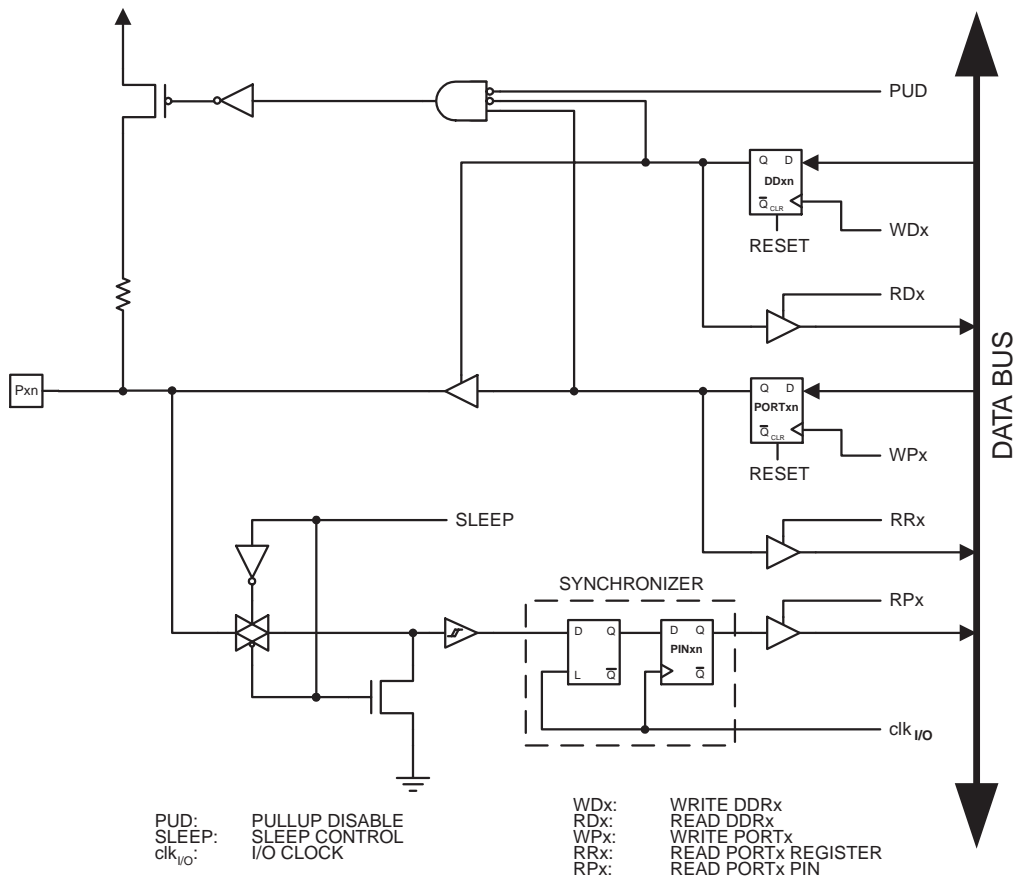 PUD
Q D
DDxn
Q CLR
WDx
RESET
RDx
Pxn
Q D
PORTxn
Q CLR
WPx
RESET
DATA BUS
SLEEP
RRx
SYNCHRONIZER
RPx
D Q
L Q
D Q
PINxn
Q
clk I/O
PUD: PULLUP DISABLE
SLEEP: SLEEP CONTROL
clkI/O: I/O CLOCK
WDx: WRITE DDRx
RDx: READ DDRx
WPx: WRITE PORTx
RRx: READ PORTx REGISTER
RPx: READ PORTx PIN